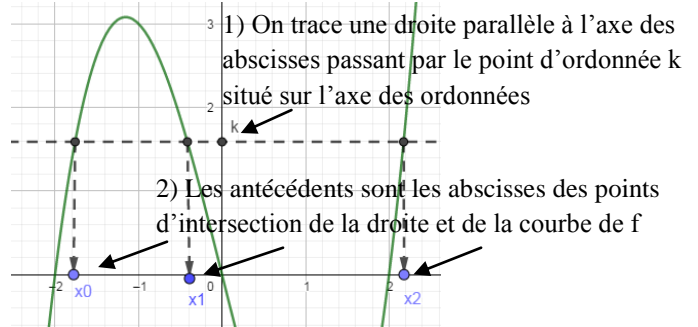 3
1) On trace une droite parallèle à l’axe des
abscisses passant par le point d’ordonnée k
2
situé sur l’axe des ordonnées
k
2) Les antécédents sont les abscisses des points
d’intersection de la droite et de la courbe de f
−2
x0
−1
x1
0
2
x2